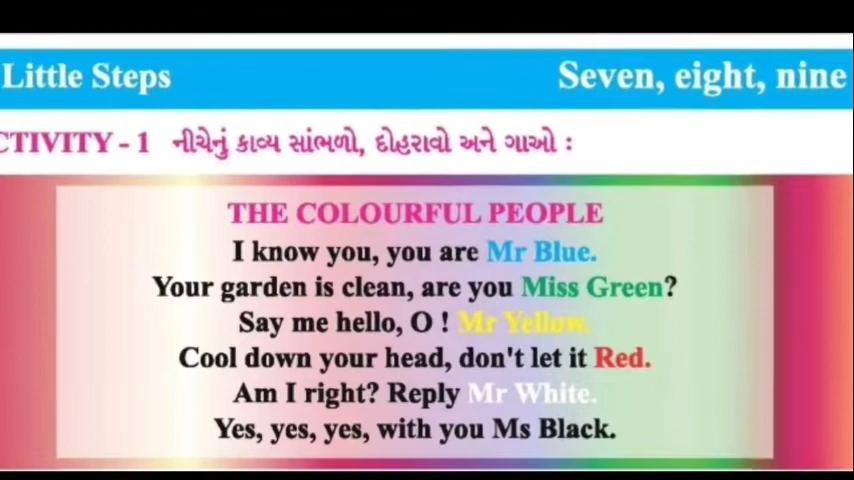 Little Steps
Seven, eight, nine
CTIVITY - 1 નીચેનું કાવ્ય સાંભળો, દોહરાવો અને ગાઓ :
THE COLOURFUL PEOPLE
I know you, you are Mr Blue.
Your garden is clean, are you Miss Green?
Say me hello, O ! Mr Yellow.
Cool down your head, don't let it Red.
Am I right? Reply Mr White.
Yes, yes, yes, with you Ms Black.